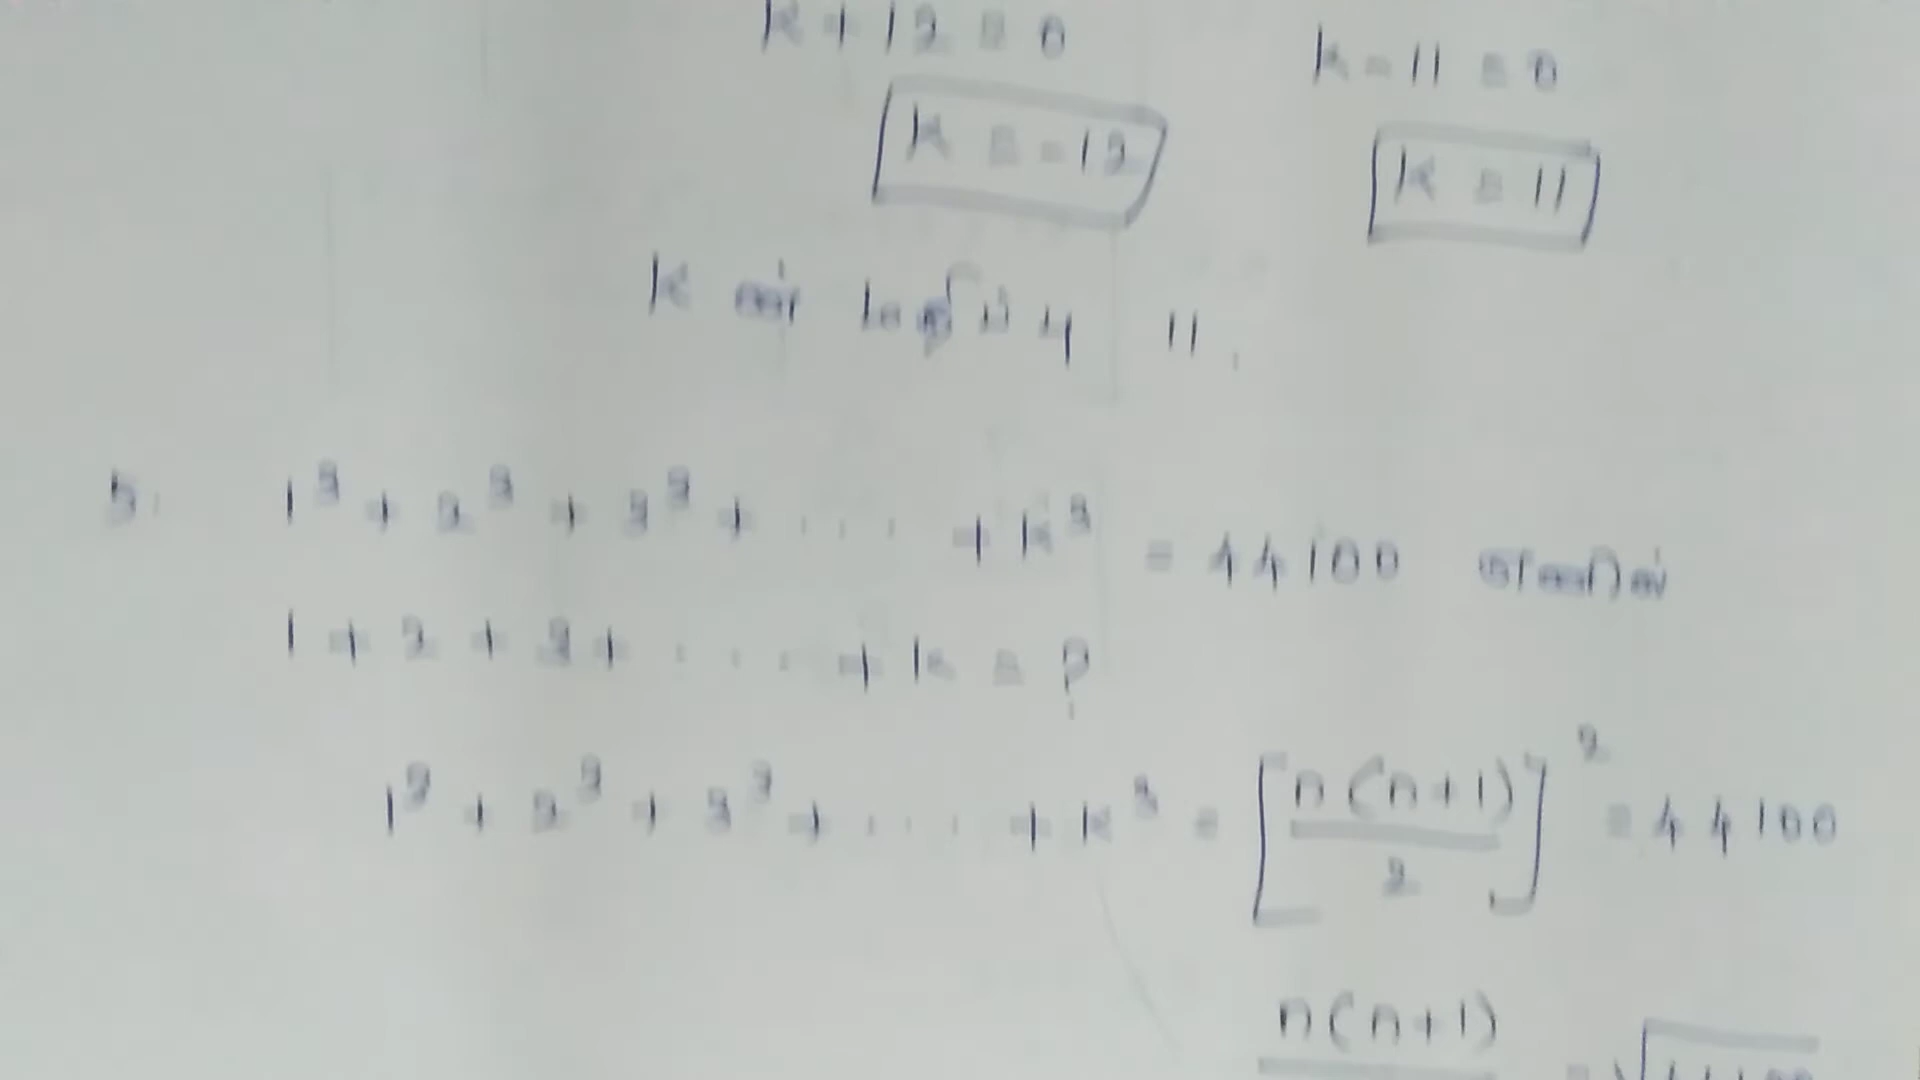 k + 12 = 0    k - 11 = 0
k = -12    k = 11
k ன் மதிப்பு 11.
5. 1³ + 2³ + 3³ + ..... + k³ = 44100 எனில்
1 + 2 + 3 + .... + k = ?
1³ + 2³ + 3³ + .... + k³ = [n(n+1)/2]² = 44100
n(n+1)